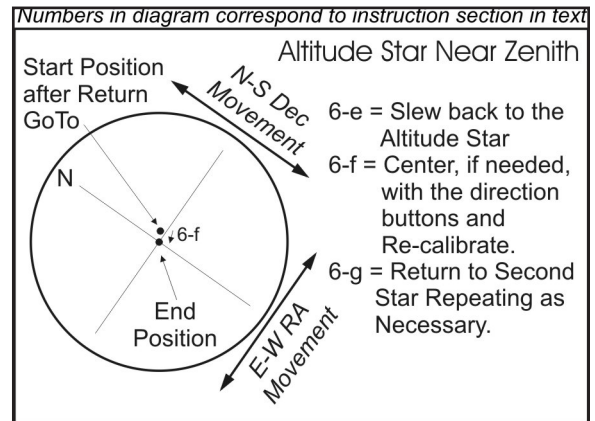 Numbers in diagram correspond to instruction section in text
Altitude Star Near Zenith
Start Position
after Return
GoTo
N-S Dec
Movement
6-e = Slew back to the
Altitude Star
6-f = Center, if needed,
with the direction
buttons and
Re-calibrate.
6-g = Return to Second
Star Repeating as
Necessary.
N
6-f
End
Position
E-W RA
Movement